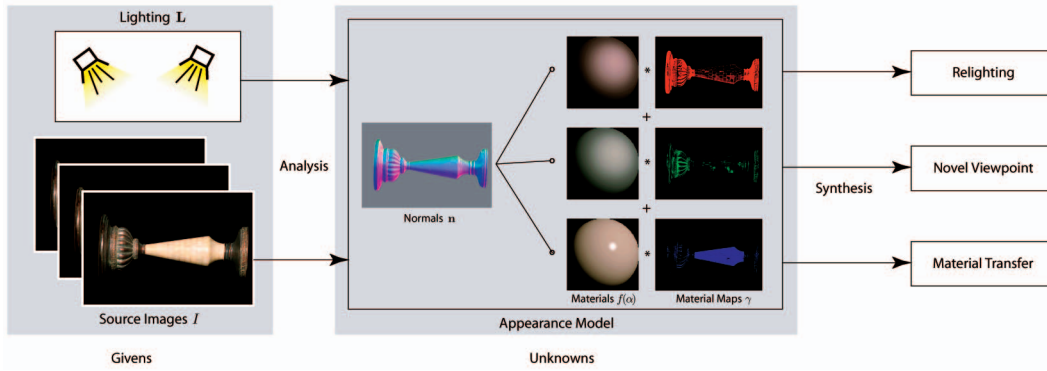 Lighting L
Analysis
Source Images I
Givens
Normals n
*
+
*
+
*
Materials f(α)
Material Maps γ
Appearance Model
Unknowns
Synthesis
Relighting
Novel Viewpoint
Material Transfer